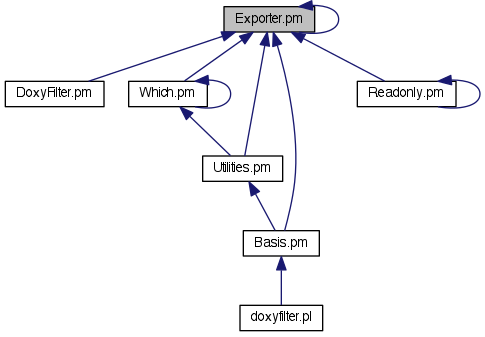 Exporter.pm
DoxyFilter.pm
Which.pm
Readonly.pm
Utilities.pm
Basis.pm
doxyfilter.pl